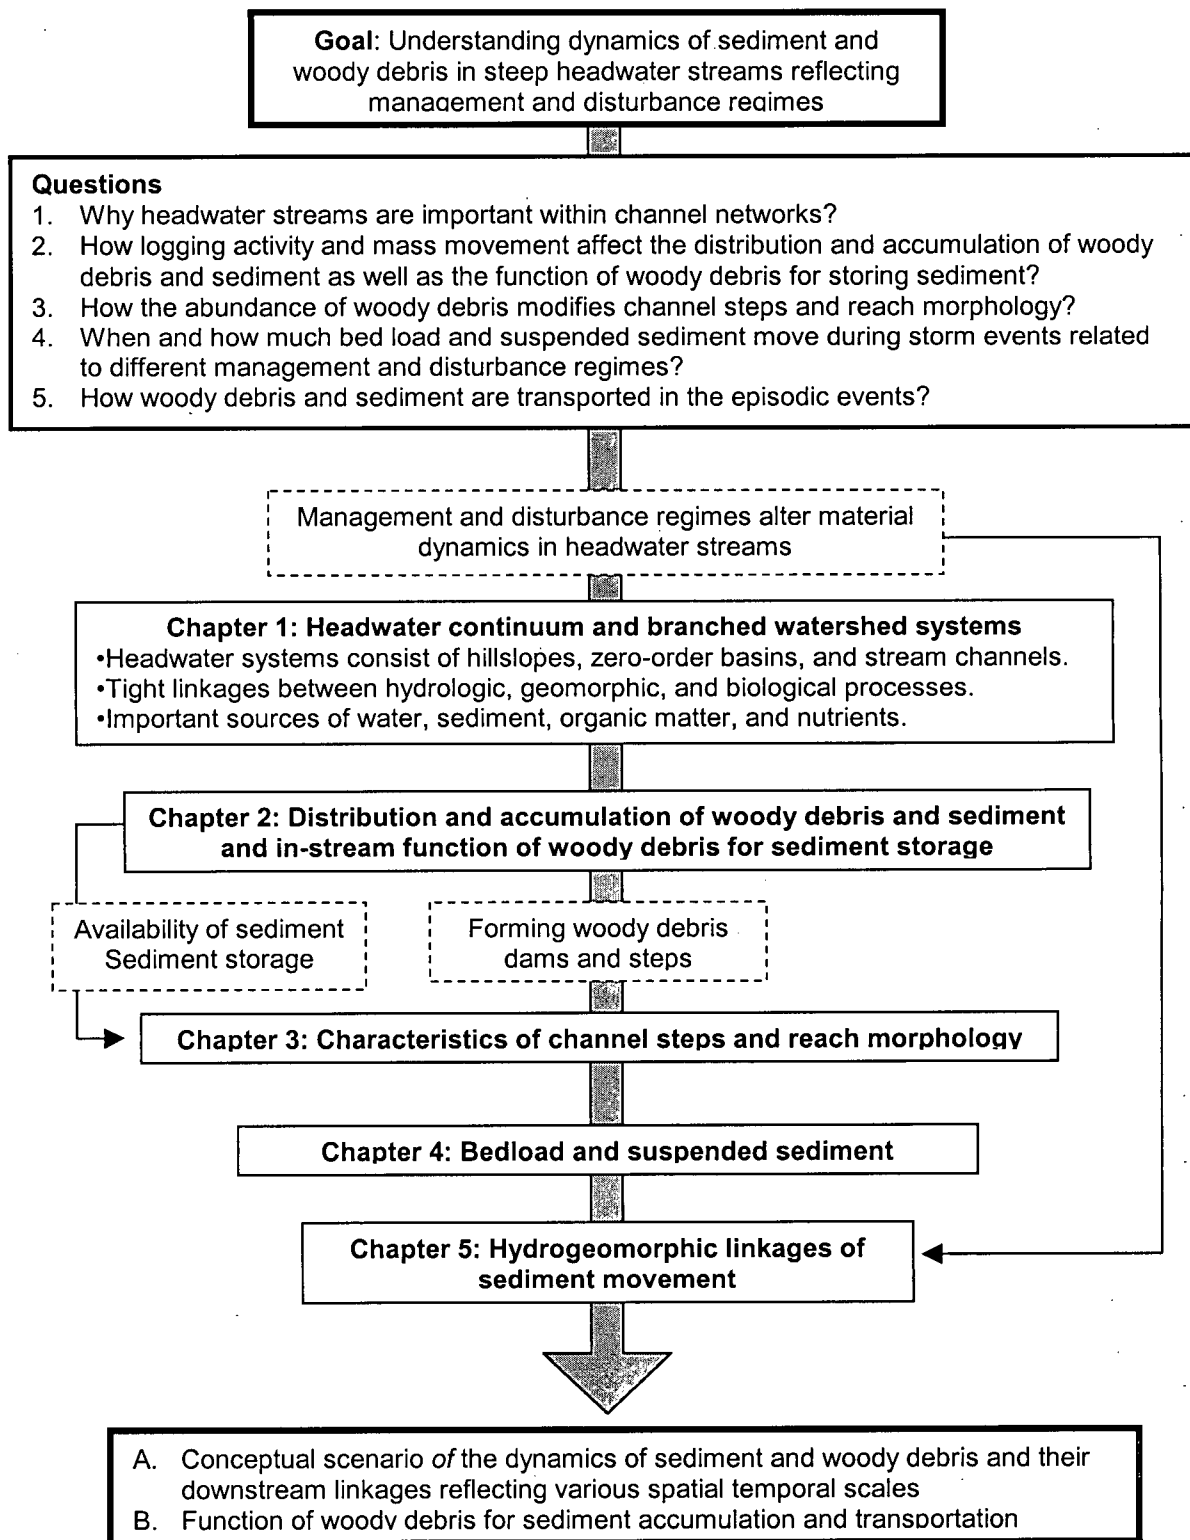 Goal: Understanding dynamics of sediment and
woody debris in steep headwater streams reflecting
management and disturbance regimes
Questions
1. Why headwater streams are important within channel networks?
2. How logging activity and mass movement affect the distribution and accumulation of woody
debris and sediment as well as the function of woody debris for storing sediment?
3. How the abundance of woody debris modifies channel steps and reach morphology?
4. When and how much bed load and suspended sediment move during storm events related
to different management and disturbance regimes?
5. How woody debris and sediment are transported in the episodic events?
Management and disturbance regimes alter material
dynamics in headwater streams
Chapter 1: Headwater continuum and branched watershed systems
•Headwater systems consist of hillslopes, zero-order basins, and stream channels.
•Tight linkages between hydrologic, geomorphic, and biological processes.
•Important sources of water, sediment, organic matter, and nutrients.
Chapter 2: Distribution and accumulation of woody debris and sediment
and in-stream function of woody debris for sediment storage
Availability of sediment
Sediment storage
Forming woody debris
dams and steps
Chapter 3: Characteristics of channel steps and reach morphology
Chapter 4: Bedload and suspended sediment
Chapter 5: Hydrogeomorphic linkages of
sediment movement
A. Conceptual scenario of the dynamics of sediment and woody debris and their
downstream linkages reflecting various spatial temporal scales
B. Function of woody debris for sediment accumulation and transportation